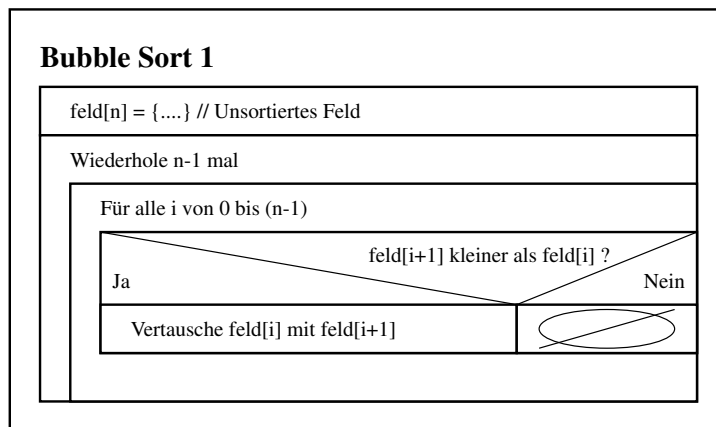 Bubble Sort 1
feld[n] = {....} // Unsortiertes Feld
Wiederhole n-1 mal
Für alle i von 0 bis (n-1)
feld[i+1] kleiner als feld[i] ?
Ja
Nein
Vertausche feld[i] mit feld[i+1]